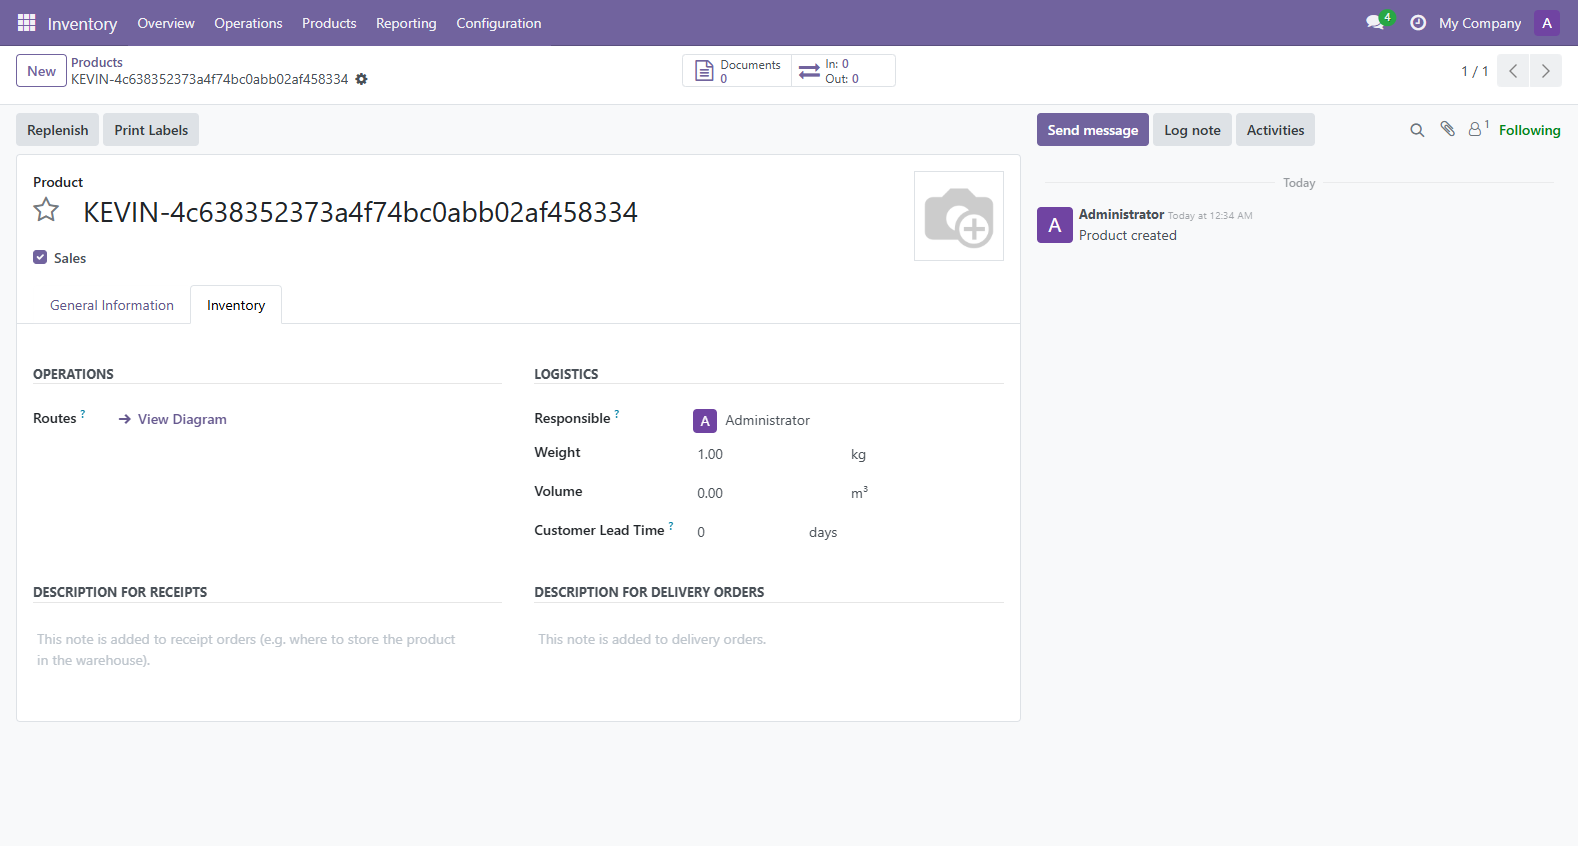 Inventory Overview Operations Products Reporting Configuration 4 My Company A
New
Products
KEVIN-4c638352373a4f74bc0abb02af458334
Documents
0
In: 0
Out: 0
1 / 1
Replenish Print Labels
Product
KEVIN-4c638352373a4f74bc0abb02af458334
Sales
General Information Inventory
OPERATIONS
Routes ? View Diagram
LOGISTICS
Responsible ? A Administrator
Weight 1.00 kg
Volume 0.00 m³
Customer Lead Time ? 0 days
DESCRIPTION FOR RECEIPTS
This note is added to receipt orders (e.g. where to store the product
in the warehouse).
DESCRIPTION FOR DELIVERY ORDERS
This note is added to delivery orders.
Send message Log note Activities 1 Following
Today
A
Administrator Today at 12:34 AM
Product created